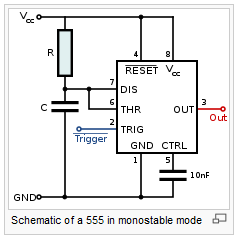 Vcc
4
8
R
RESET
Vcc
7
DIS
C
6
THR
OUT
3
Out
2
TRIG
Trigger
GND
CTRL
1
5
10nF
GND
Schematic of a 555 in monostable mode